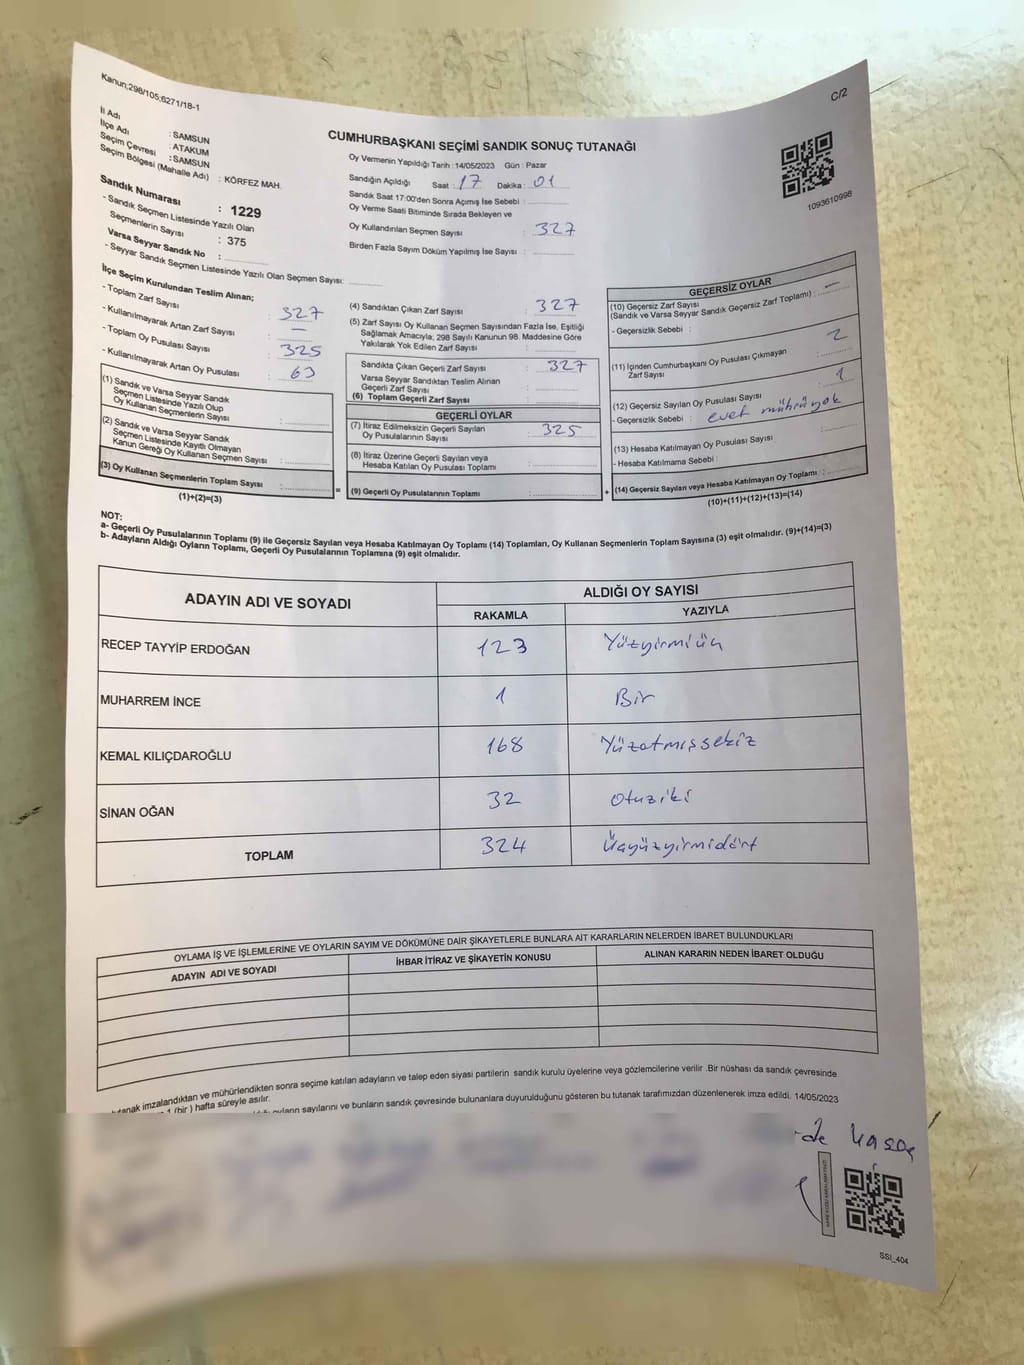 Kanun;298/105;6271/18-1
C/2
İl Adı : SAMSUN
İlçe Adı : ATAKUM
Seçim Çevresi : SAMSUN
Seçim Bölgesi (Mahalle Adı) : KÖRFEZ MAH.
Sandık Numarası : 1229
- Sandık Seçmen Listesinde Yazılı Olan
Seçmenlerin Sayısı : 375
Varsa Seyyar Sandık No :
- Seyyar Sandık Seçmen Listesinde Yazılı Olan Seçmen Sayısı:
CUMHURBAŞKANI SEÇİMİ SANDIK SONUÇ TUTANAĞI
Oy Vermenin Yapıldığı Tarih : 14/05/2023 Gün : Pazar
Sandığın Açıldığı Saat : 17 Dakika : 01
Sandık Saat 17:00'den Sonra Açımış İse Sebebi :
Oy Verme Saati Bitiminde Sırada Bekleyen ve
Oy Kullandırılan Seçmen Sayısı : 327
Birden Fazla Sayım Döküm Yapılmış İse Sayısı :
1093610998
İlçe Seçim Kurulundan Teslim Alınan;
- Toplam Zarf Sayısı : 327
- Kullanılmayarak Artan Zarf Sayısı : —
- Toplam Oy Pusulası Sayısı : 325
- Kullanılmayarak Artan Oy Pusulası : 63
(1) Sandık ve Varsa Seyyar Sandık
Seçmen Listesinde Yazılı Olup
Oy Kullanan Seçmenlerin Sayısı :
(2) Sandık ve Varsa Seyyar Sandık
Seçmen Listesinde Kayıtlı Olmayan
Kanun Gereği Oy Kullanan Seçmen Sayısı :
(3) Oy Kullanan Seçmenlerin Toplam Sayısı :
(1)+(2)=(3)
(4) Sandıktan Çıkan Zarf Sayısı : 327
(5) Zarf Sayısı Oy Kullanan Seçmen Sayısından Fazla İse, Eşitliği
Sağlamak Amacıyla; 298 Sayılı Kanunun 98. Maddesine Göre
Yakılarak Yok Edilen Zarf Sayısı :
Sandıkta Çıkan Geçerli Zarf Sayısı : 327
Varsa Seyyar Sandıktan Teslim Alınan
Geçerli Zarf Sayısı :
(6) Toplam Geçerli Zarf Sayısı :
GEÇERLİ OYLAR
(7) İtiraz Edilmeksizin Geçerli Sayılan
Oy Pusulalarının Sayısı : 325
(8) İtiraz Üzerine Geçerli Sayılan veya
Hesaba Katılan Oy Pusulası Toplamı :
= (9) Geçerli Oy Pusulalarının Toplamı :
GEÇERSİZ OYLAR
(10) Geçersiz Zarf Sayısı
(Sandık ve Varsa Seyyar Sandık Geçersiz Zarf Toplamı) : —
- Geçersizlik Sebebi :
(11) İçinden Cumhurbaşkanı Oy Pusulası Çıkmayan
Zarf Sayısı : 2
(12) Geçersiz Sayılan Oy Pusulası Sayısı : 1
- Geçersizlik Sebebi : evet mührü yok
(13) Hesaba Katılmayan Oy Pusulası Sayısı :
- Hesaba Katılmama Sebebi :
+ (14) Geçersiz Sayılan veya Hesaba Katılmayan Oy Toplamı :
(10)+(11)+(12)+(13)=(14)
NOT:
a- Geçerli Oy Pusulalarının Toplamı (9) ile Geçersiz Sayılan veya Hesaba Katılmayan Oy Toplamı (14) Toplamları, Oy Kullanan Seçmenlerin Toplam Sayısına (3) eşit olmalıdır. (9)+(14)=(3)
b- Adayların Aldığı Oyların Toplamı, Geçerli Oy Pusulalarının Toplamına (9) eşit olmalıdır.
ADAYIN ADI VE SOYADI
ALDIĞI OY SAYISI
RAKAMLA YAZIYLA
RECEP TAYYİP ERDOĞAN 123 Yüzyirmiüç
MUHARREM İNCE 1 Bir
KEMAL KILIÇDAROĞLU 168 Yüzatmışsekiz
SİNAN OĞAN 32 Otuziki
TOPLAM 324 Üçyüzyirmidört
OYLAMA İŞ VE İŞLEMLERİNE VE OYLARIN SAYIM VE DÖKÜMÜNE DAİR ŞİKAYETLERLE BUNLARA AİT KARARLARIN NELERDEN İBARET BULUNDUKLARI
ADAYIN ADI VE SOYADI İHBAR İTİRAZ VE ŞİKAYETİN KONUSU ALINAN KARARIN NEDEN İBARET OLDUĞU
tutanak imzalandıktan ve mühürlendikten sonra seçime katılan adayların ve talep eden siyasi partilerin sandık kurulu üyelerine veya gözlemcilerine verilir .Bir nüshası da sandık çevresinde
1 (bir ) hafta süreyle asılır.
oyların sayılarını ve bunların sandık çevresinde bulunanlara duyurulduğunu gösteren bu tutanak tarafımızdan düzenlenerek imza edildi. 14/05/2023
SSI_404